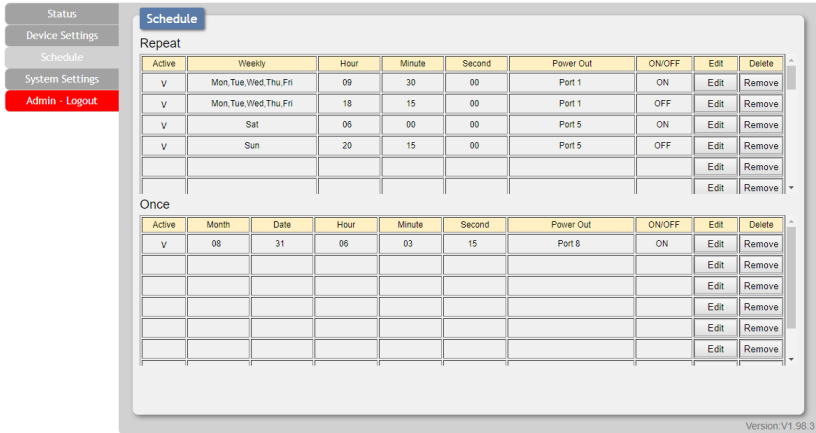 Status
Device Settings
Schedule
System Settings
Admin - Logout
Schedule
Repeat
Active Weekly Hour Minute Second Power Out ON/OFF Edit Delete
V Mon,Tue,Wed,Thu,Fri 09 30 00 Port 1 ON Edit Remove
V Mon,Tue,Wed,Thu,Fri 18 15 00 Port 1 OFF Edit Remove
V Sat 06 00 00 Port 5 ON Edit Remove
V Sun 20 15 00 Port 5 OFF Edit Remove
Edit Remove
Edit Remove
Once
Active Month Date Hour Minute Second Power Out ON/OFF Edit Delete
V 08 31 06 03 15 Port 8 ON Edit Remove
Edit Remove
Edit Remove
Edit Remove
Edit Remove
Edit Remove
Version:V1.98.3